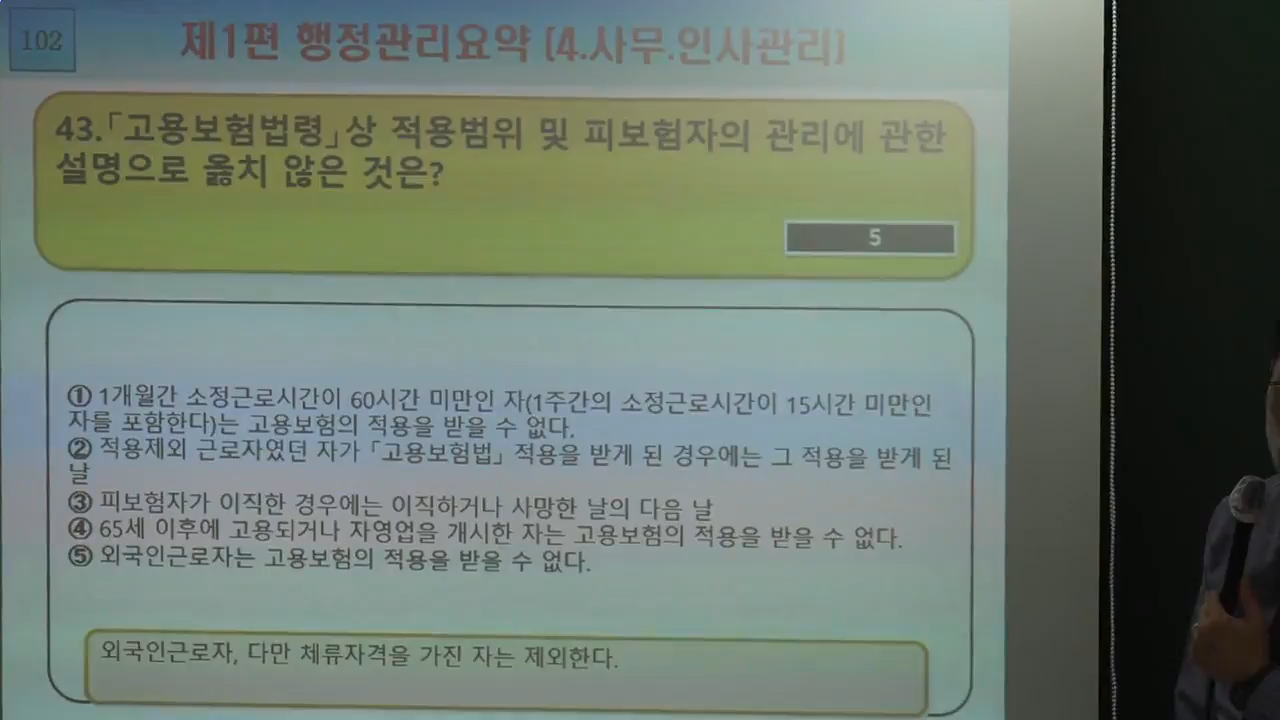 102
제1편 행정관리요약 [4.사무.인사관리]
43.「고용보험법령」상 적용범위 및 피보험자의 관리에 관한
설명으로 옳치 않은 것은?
5
① 1개월간 소정근로시간이 60시간 미만인 자(1주간의 소정근로시간이 15시간 미만인
자를 포함한다)는 고용보험의 적용을 받을 수 없다.
② 적용제외 근로자였던 자가 「고용보험법」 적용을 받게 된 경우에는 그 적용을 받게 된
날
③ 피보험자가 이직한 경우에는 이직하거나 사망한 날의 다음 날
④ 65세 이후에 고용되거나 자영업을 개시한 자는 고용보험의 적용을 받을 수 없다.
⑤ 외국인근로자는 고용보험의 적용을 받을 수 없다.
외국인근로자, 다만 체류자격을 가진 자는 제외한다.